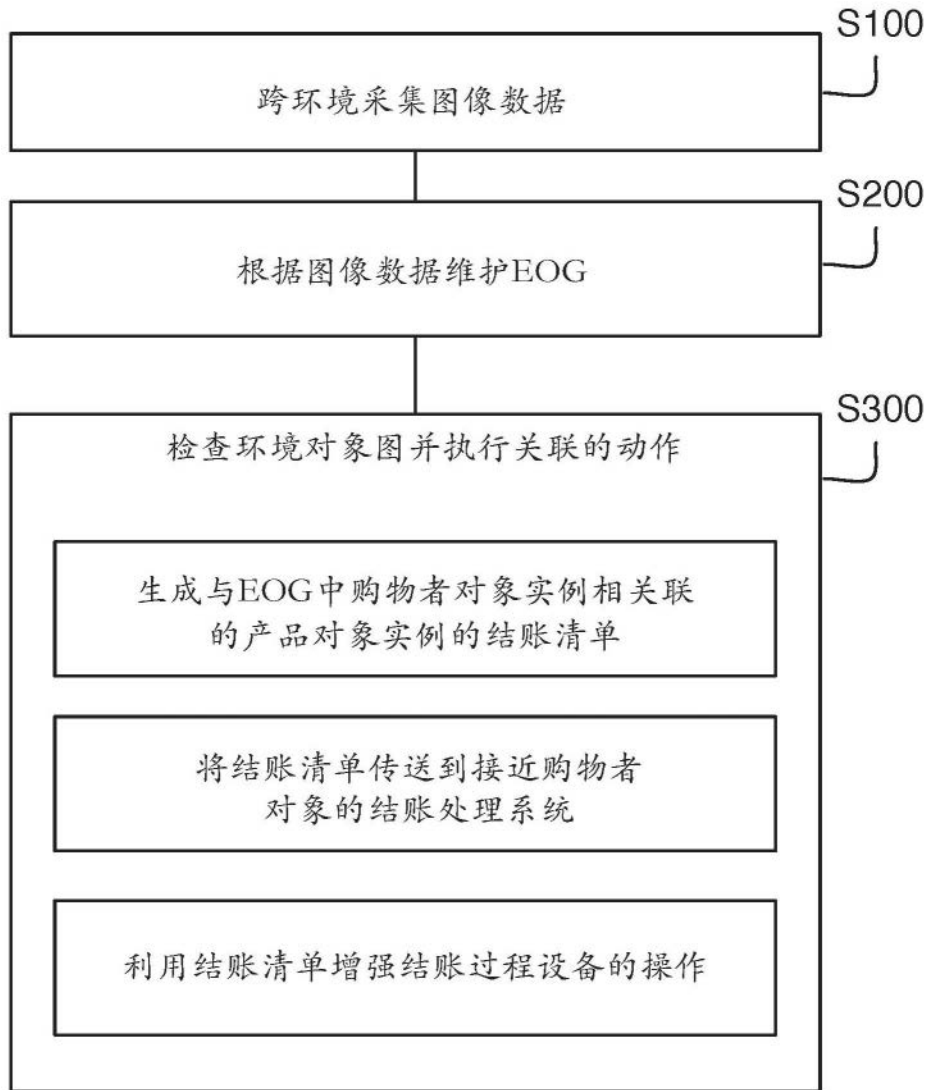 S100
跨环境采集图像数据
S200
根据图像数据维护EOG
S300
检查环境对象图并执行关联的动作
生成与EOG中购物者对象实例相关联
的产品对象实例的结账清单
将结账清单传送到接近购物者
对象的结账处理系统
利用结账清单增强结账过程设备的操作